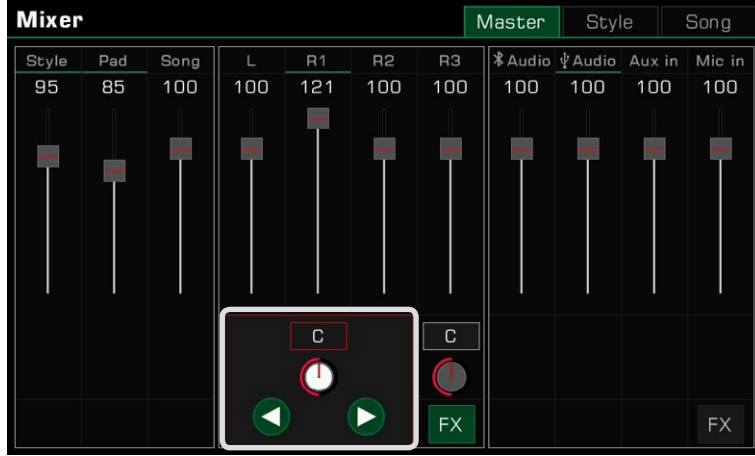 Mixer Master Style Song
Style Pad Song L R1 R2 R3 Audio Audio Aux in Mic in
95 85 100 100 121 100 100 100 100 100 100
C C
FX FX